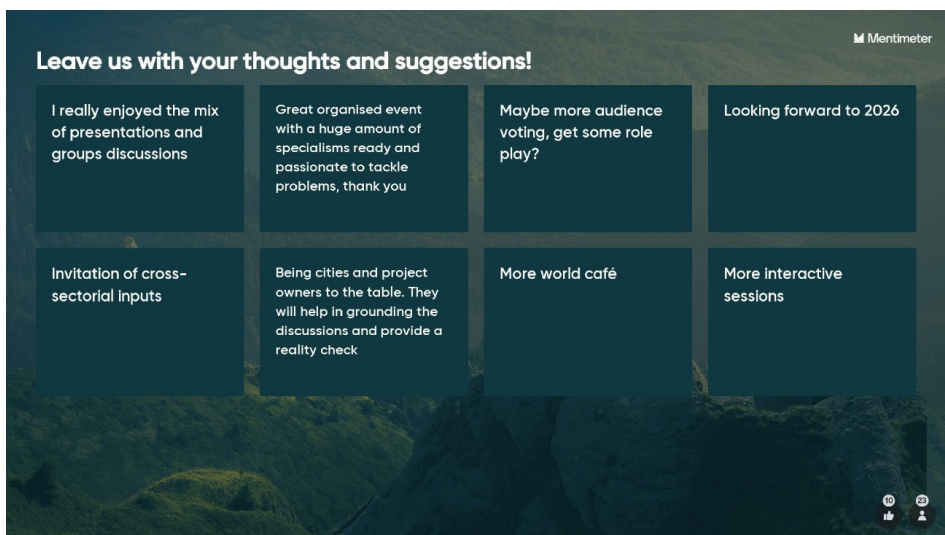 Mentimeter
Leave us with your thoughts and suggestions!
I really enjoyed the mix
of presentations and
groups discussions
Great organised event
with a huge amount of
specialisms ready and
passionate to tackle
problems, thank you
Maybe more audience
voting, get some role
play?
Looking forward to 2026
Invitation of cross-
sectorial inputs
Being cities and project
owners to the table. They
will help in grounding the
discussions and provide a
reality check
More world café
More interactive
sessions
10
23